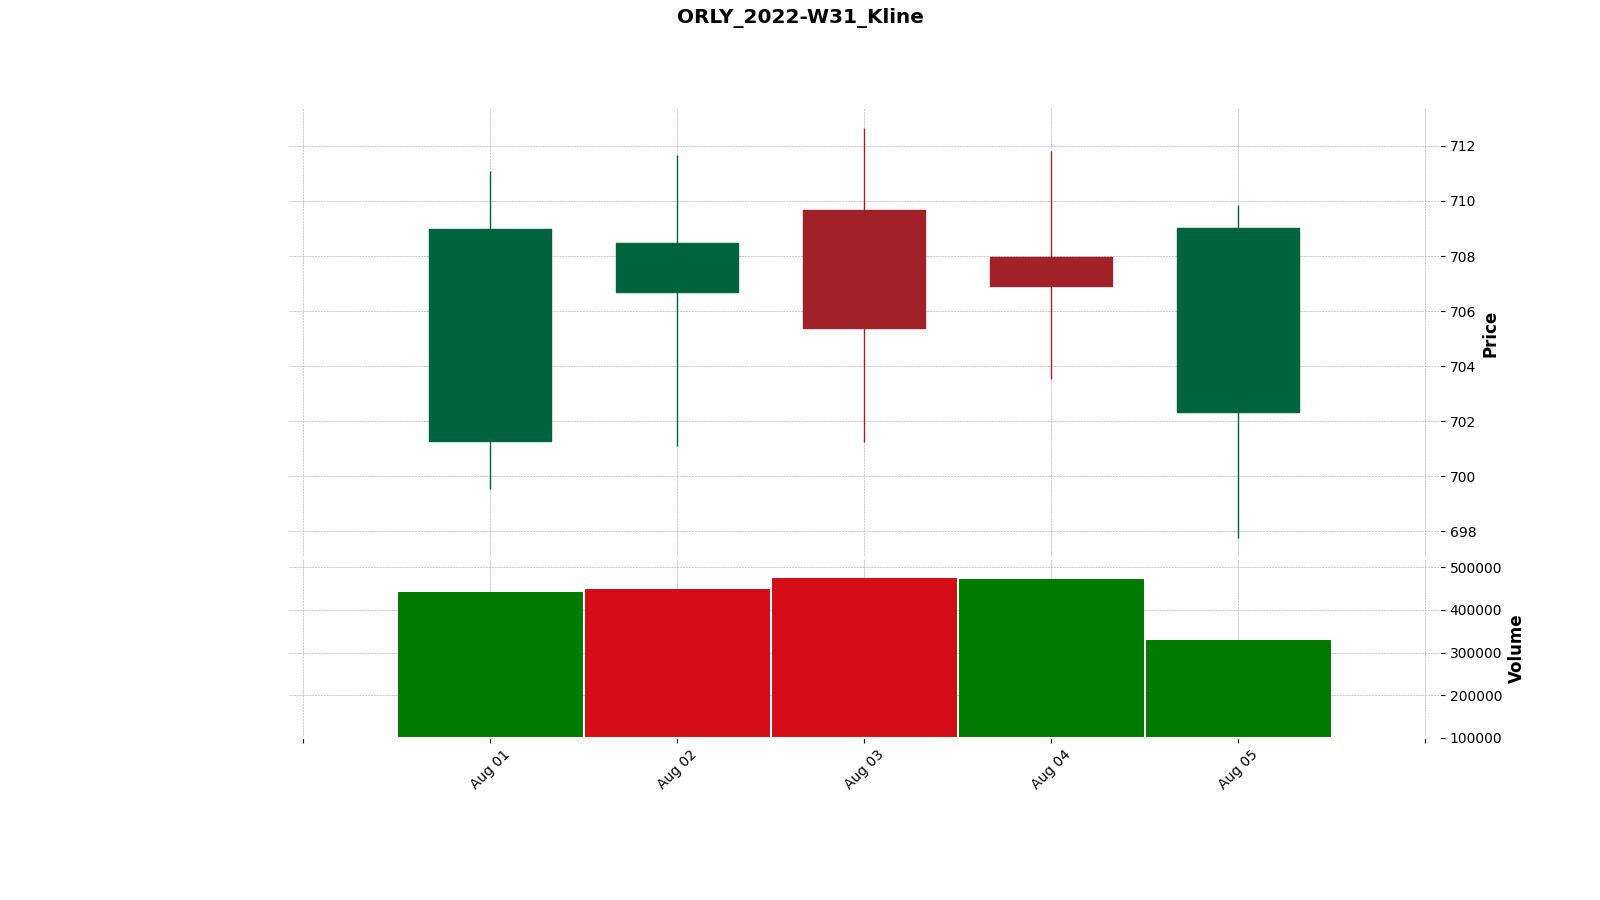 ORLY_2022-W31_Kline
712
710
708
706
704
702
700
698
Price
500000
400000
300000
200000
100000
Volume
Aug 01
Aug 02
Aug 03
Aug 04
Aug 05